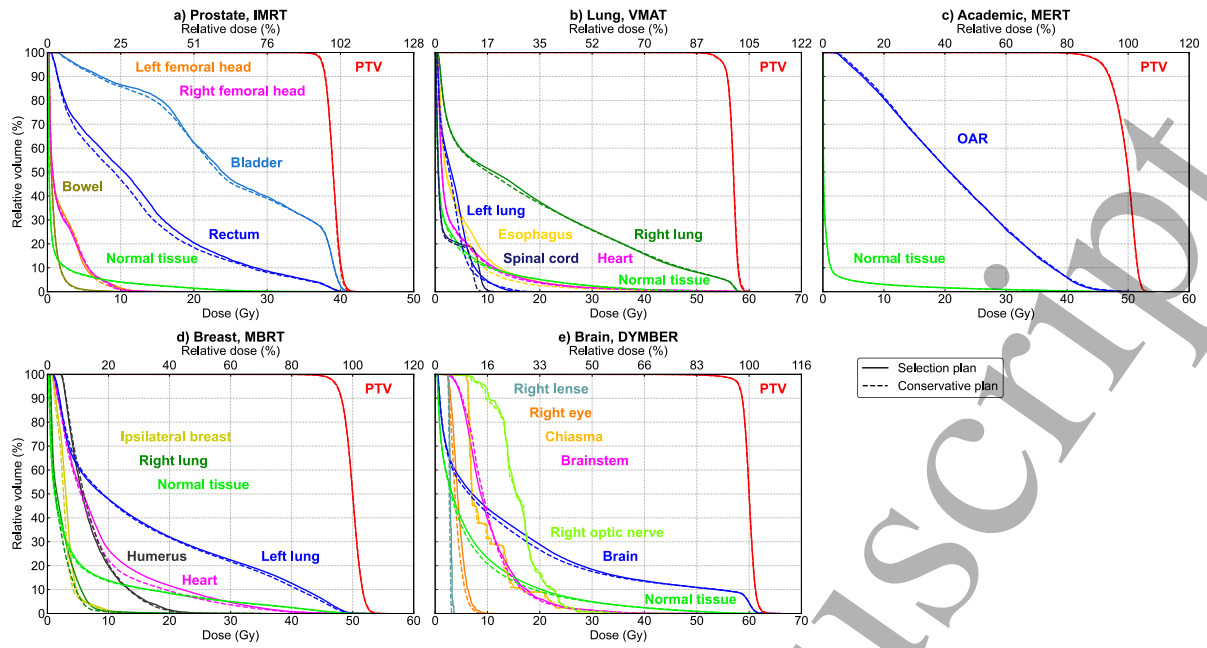 a) Prostate, IMRT
Relative dose (%)
0 25 51 76 102 128
100
90
80
70
60
50
40
30
20
10
0
Relative volume (%)
Left femoral head
Right femoral head
PTV
Bladder
Bowel
Rectum
Normal tissue
0 10 20 30 40 50
Dose (Gy)
b) Lung, VMAT
Relative dose (%)
0 17 35 52 70 87 105 122
PTV
Left lung
Esophagus
Right lung
Spinal cord
Heart
Normal tissue
0 10 20 30 40 50 60 70
Dose (Gy)
c) Academic, MERT
Relative dose (%)
0 20 40 60 80 100 120
PTV
OAR
Normal tissue
0 10 20 30 40 50 60
Dose (Gy)
d) Breast, MBRT
Relative dose (%)
0 20 40 60 80 100 120
100
90
80
70
60
50
40
30
20
10
0
Relative volume (%)
PTV
Ipsilateral breast
Right lung
Normal tissue
Humerus
Left lung
Heart
0 10 20 30 40 50 60
Dose (Gy)
e) Brain, DYMBER
Relative dose (%)
0 16 33 50 66 83 100 116
Right lense
PTV
Right eye
Chiasma
Brainstem
Right optic nerve
Brain
Normal tissue
0 10 20 30 40 50 60 70
Dose (Gy)
Selection plan
Conservative plan